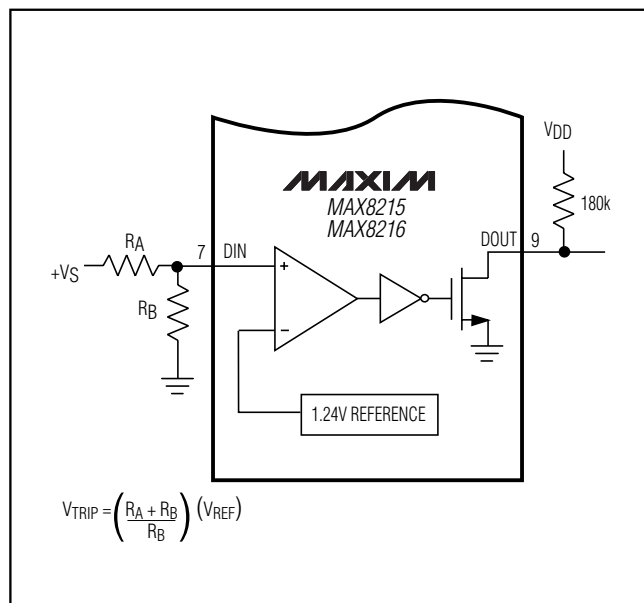 MAXIM
MAX8215
MAX8216
VDD
180k
DOUT 9
RA
7 DIN
+VS
RB
+
−
1.24V REFERENCE
VTRIP = (RA + RB / RB) (VREF)